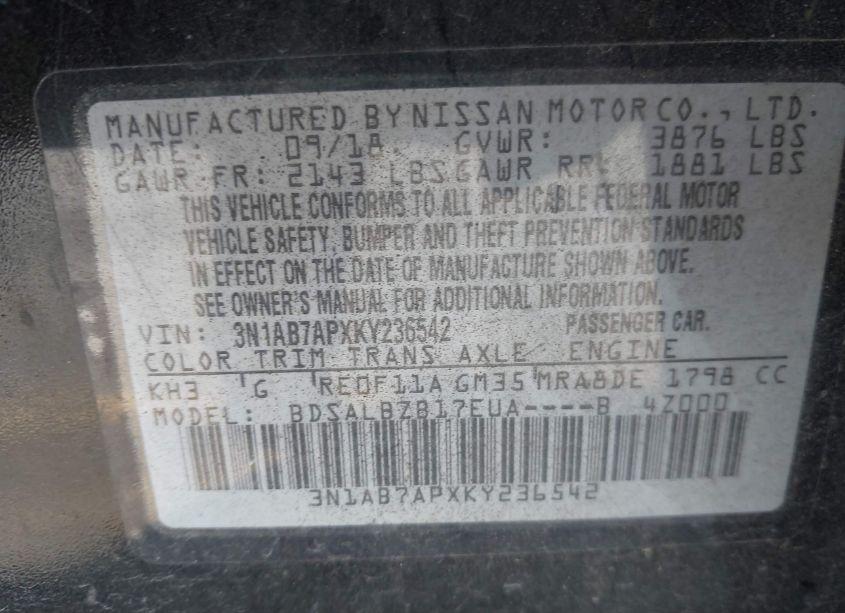 MANUFACTURED BY NISSAN MOTOR CO., LTD.
DATE: 09/18 GVWR: 3876 LBS
GAWR FR: 2143 LBS GAWR RR: 1881 LBS
THIS VEHICLE CONFORMS TO ALL APPLICABLE FEDERAL MOTOR
VEHICLE SAFETY, BUMPER AND THEFT PREVENTION STANDARDS
IN EFFECT ON THE DATE OF MANUFACTURE SHOWN ABOVE.
SEE OWNER'S MANUAL FOR ADDITIONAL INFORMATION.
VIN: 3N1AB7APXKY236542 PASSENGER CAR.
COLOR TRIM TRANS AXLE ENGINE
KH3 G RE0F11A GM35 MRA8DE 1798 CC
MODEL: BDSALBZB17EUA----B 4Z000
3N1AB7APXKY236542